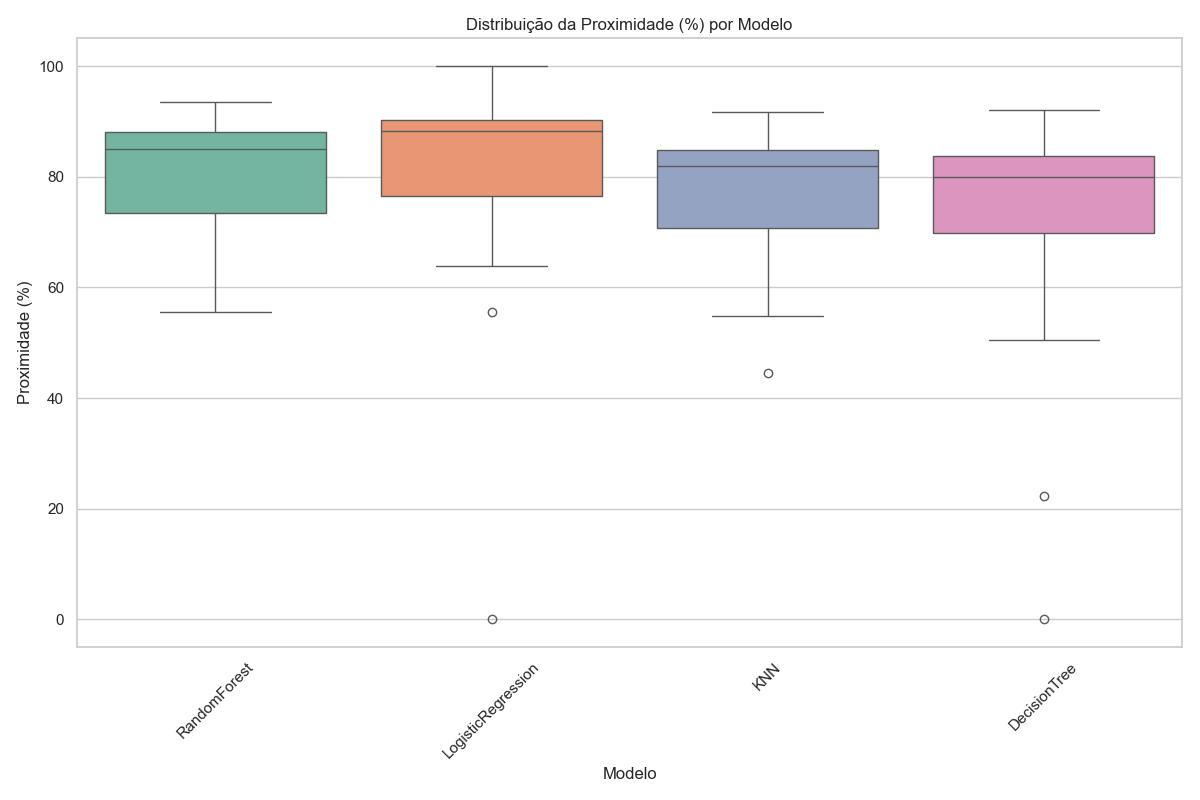 Distribuição da Proximidade (%) por Modelo
100
80
60
40
20
0
Proximidade (%)
RandomForest
LogisticRegression
KNN
DecisionTree
Modelo